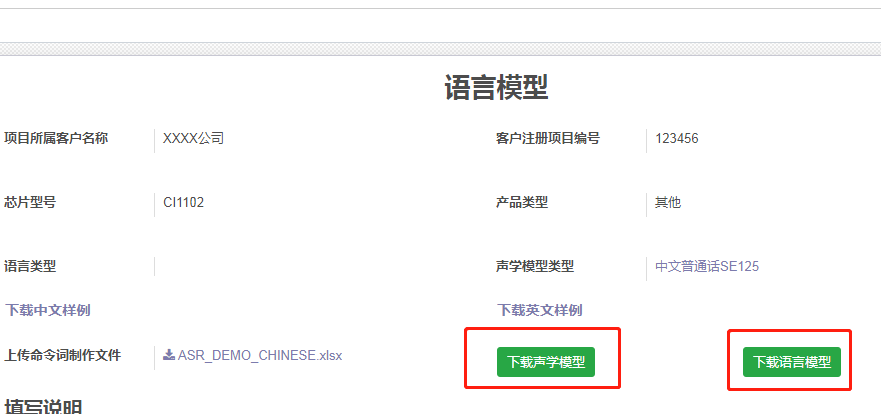 语言模型
项目所属客户名称 XXXX公司 客户注册项目编号 123456
芯片型号 CI1102 产品类型 其他
语言类型 声学模型类型 中文普通话SE125
下载中文样例 下载英文样例
上传命令词制作文件 ASR_DEMO_CHINESE.xlsx 下载声学模型 下载语言模型
填写说明